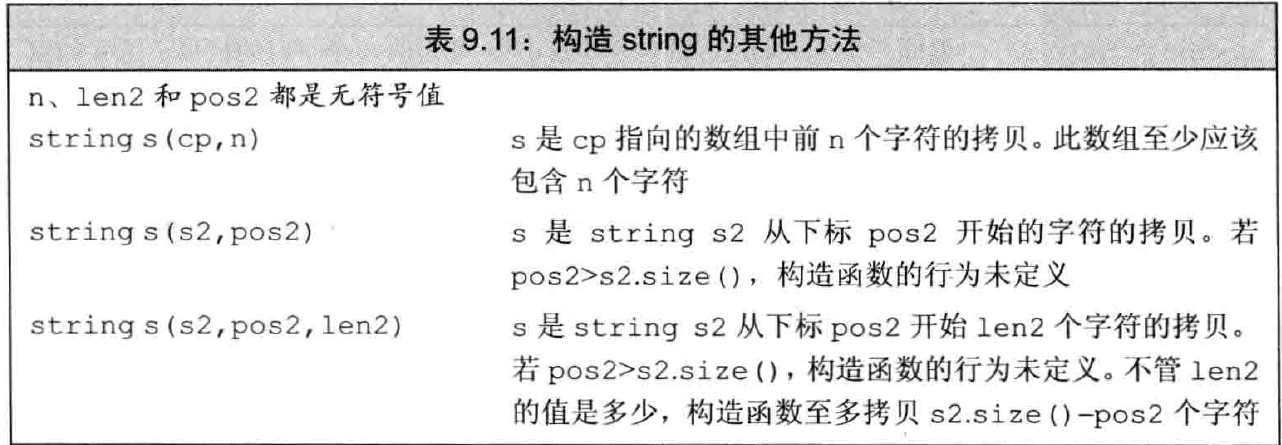 表 9.11：构造 string 的其他方法
n、len2 和 pos2 都是无符号值
string s(cp,n) s 是 cp 指向的数组中前 n 个字符的拷贝。此数组至少应该
包含 n 个字符
string s(s2,pos2) s 是 string s2 从下标 pos2 开始的字符的拷贝。若
pos2>s2.size()，构造函数的行为未定义
string s(s2,pos2,len2) s 是 string s2 从下标 pos2 开始 len2 个字符的拷贝。
若 pos2>s2.size()，构造函数的行为未定义。不管 len2
的值是多少，构造函数至多拷贝 s2.size()-pos2 个字符